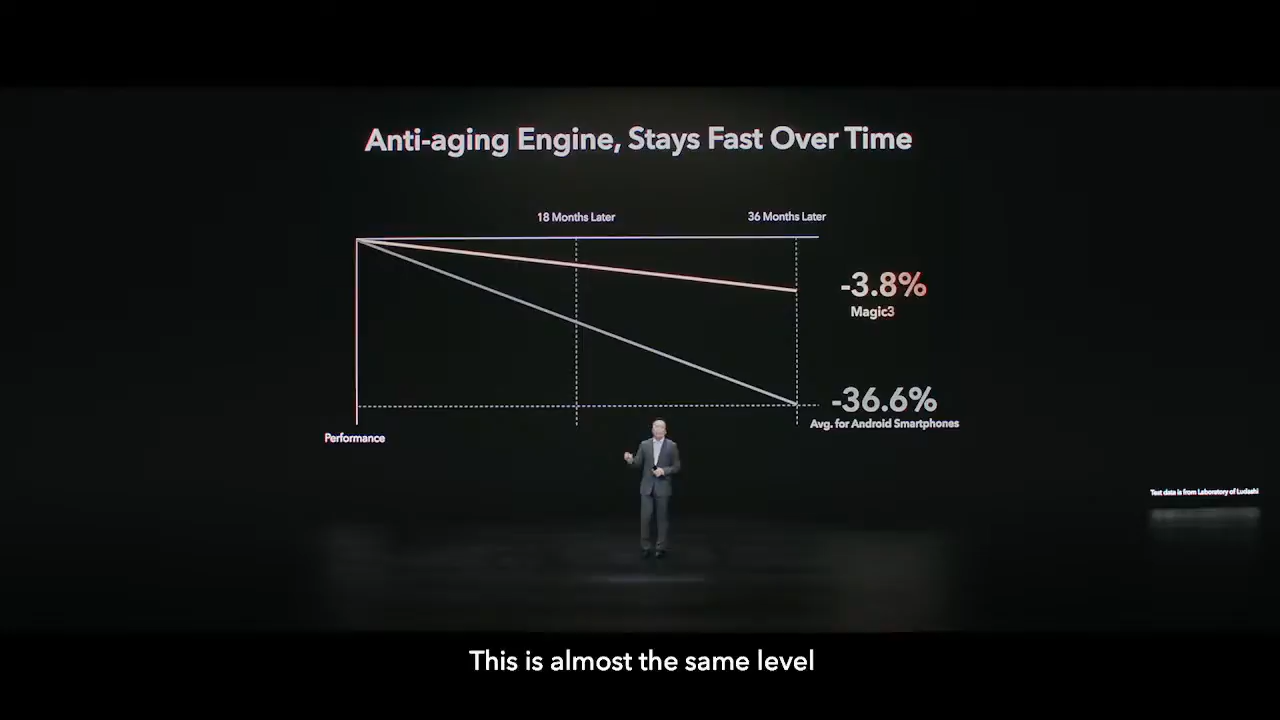 Anti-aging Engine, Stays Fast Over Time
18 Months Later
36 Months Later
-3.8%
Magic3
-36.6%
Avg. for Android Smartphones
Performance
Test data is from Laboratory of Ludashi
This is almost the same level